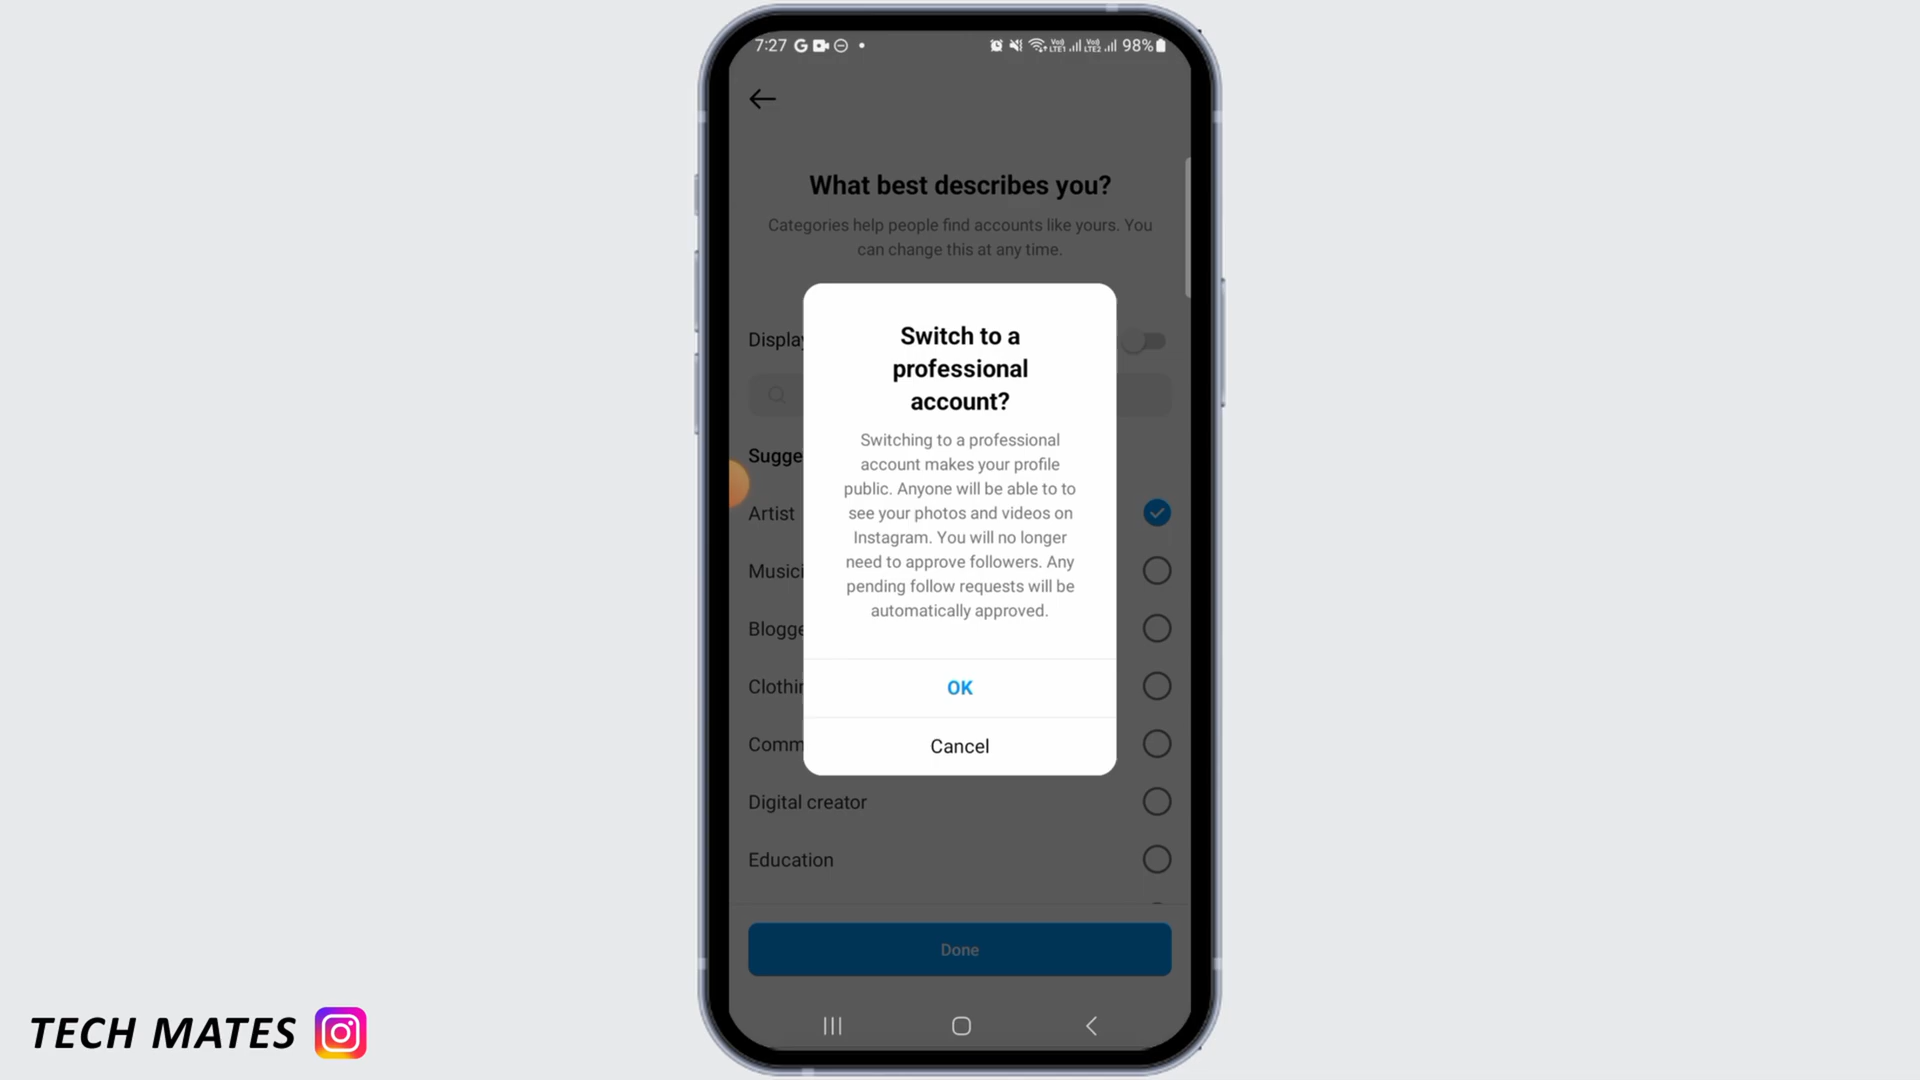 7:27 98%
What best describes you?
Categories help people find accounts like yours. You
can change this at any time.
Switch to a
professional
account?
Switching to a professional
account makes your profile
public. Anyone will be able to to
see your photos and videos on
Instagram. You will no longer
need to approve followers. Any
pending follow requests will be
automatically approved.
OK
Cancel
Display
Sugge
Artist
Musici
Blogge
Clothin
Comm
Digital creator
Education
Done
TECH MATES